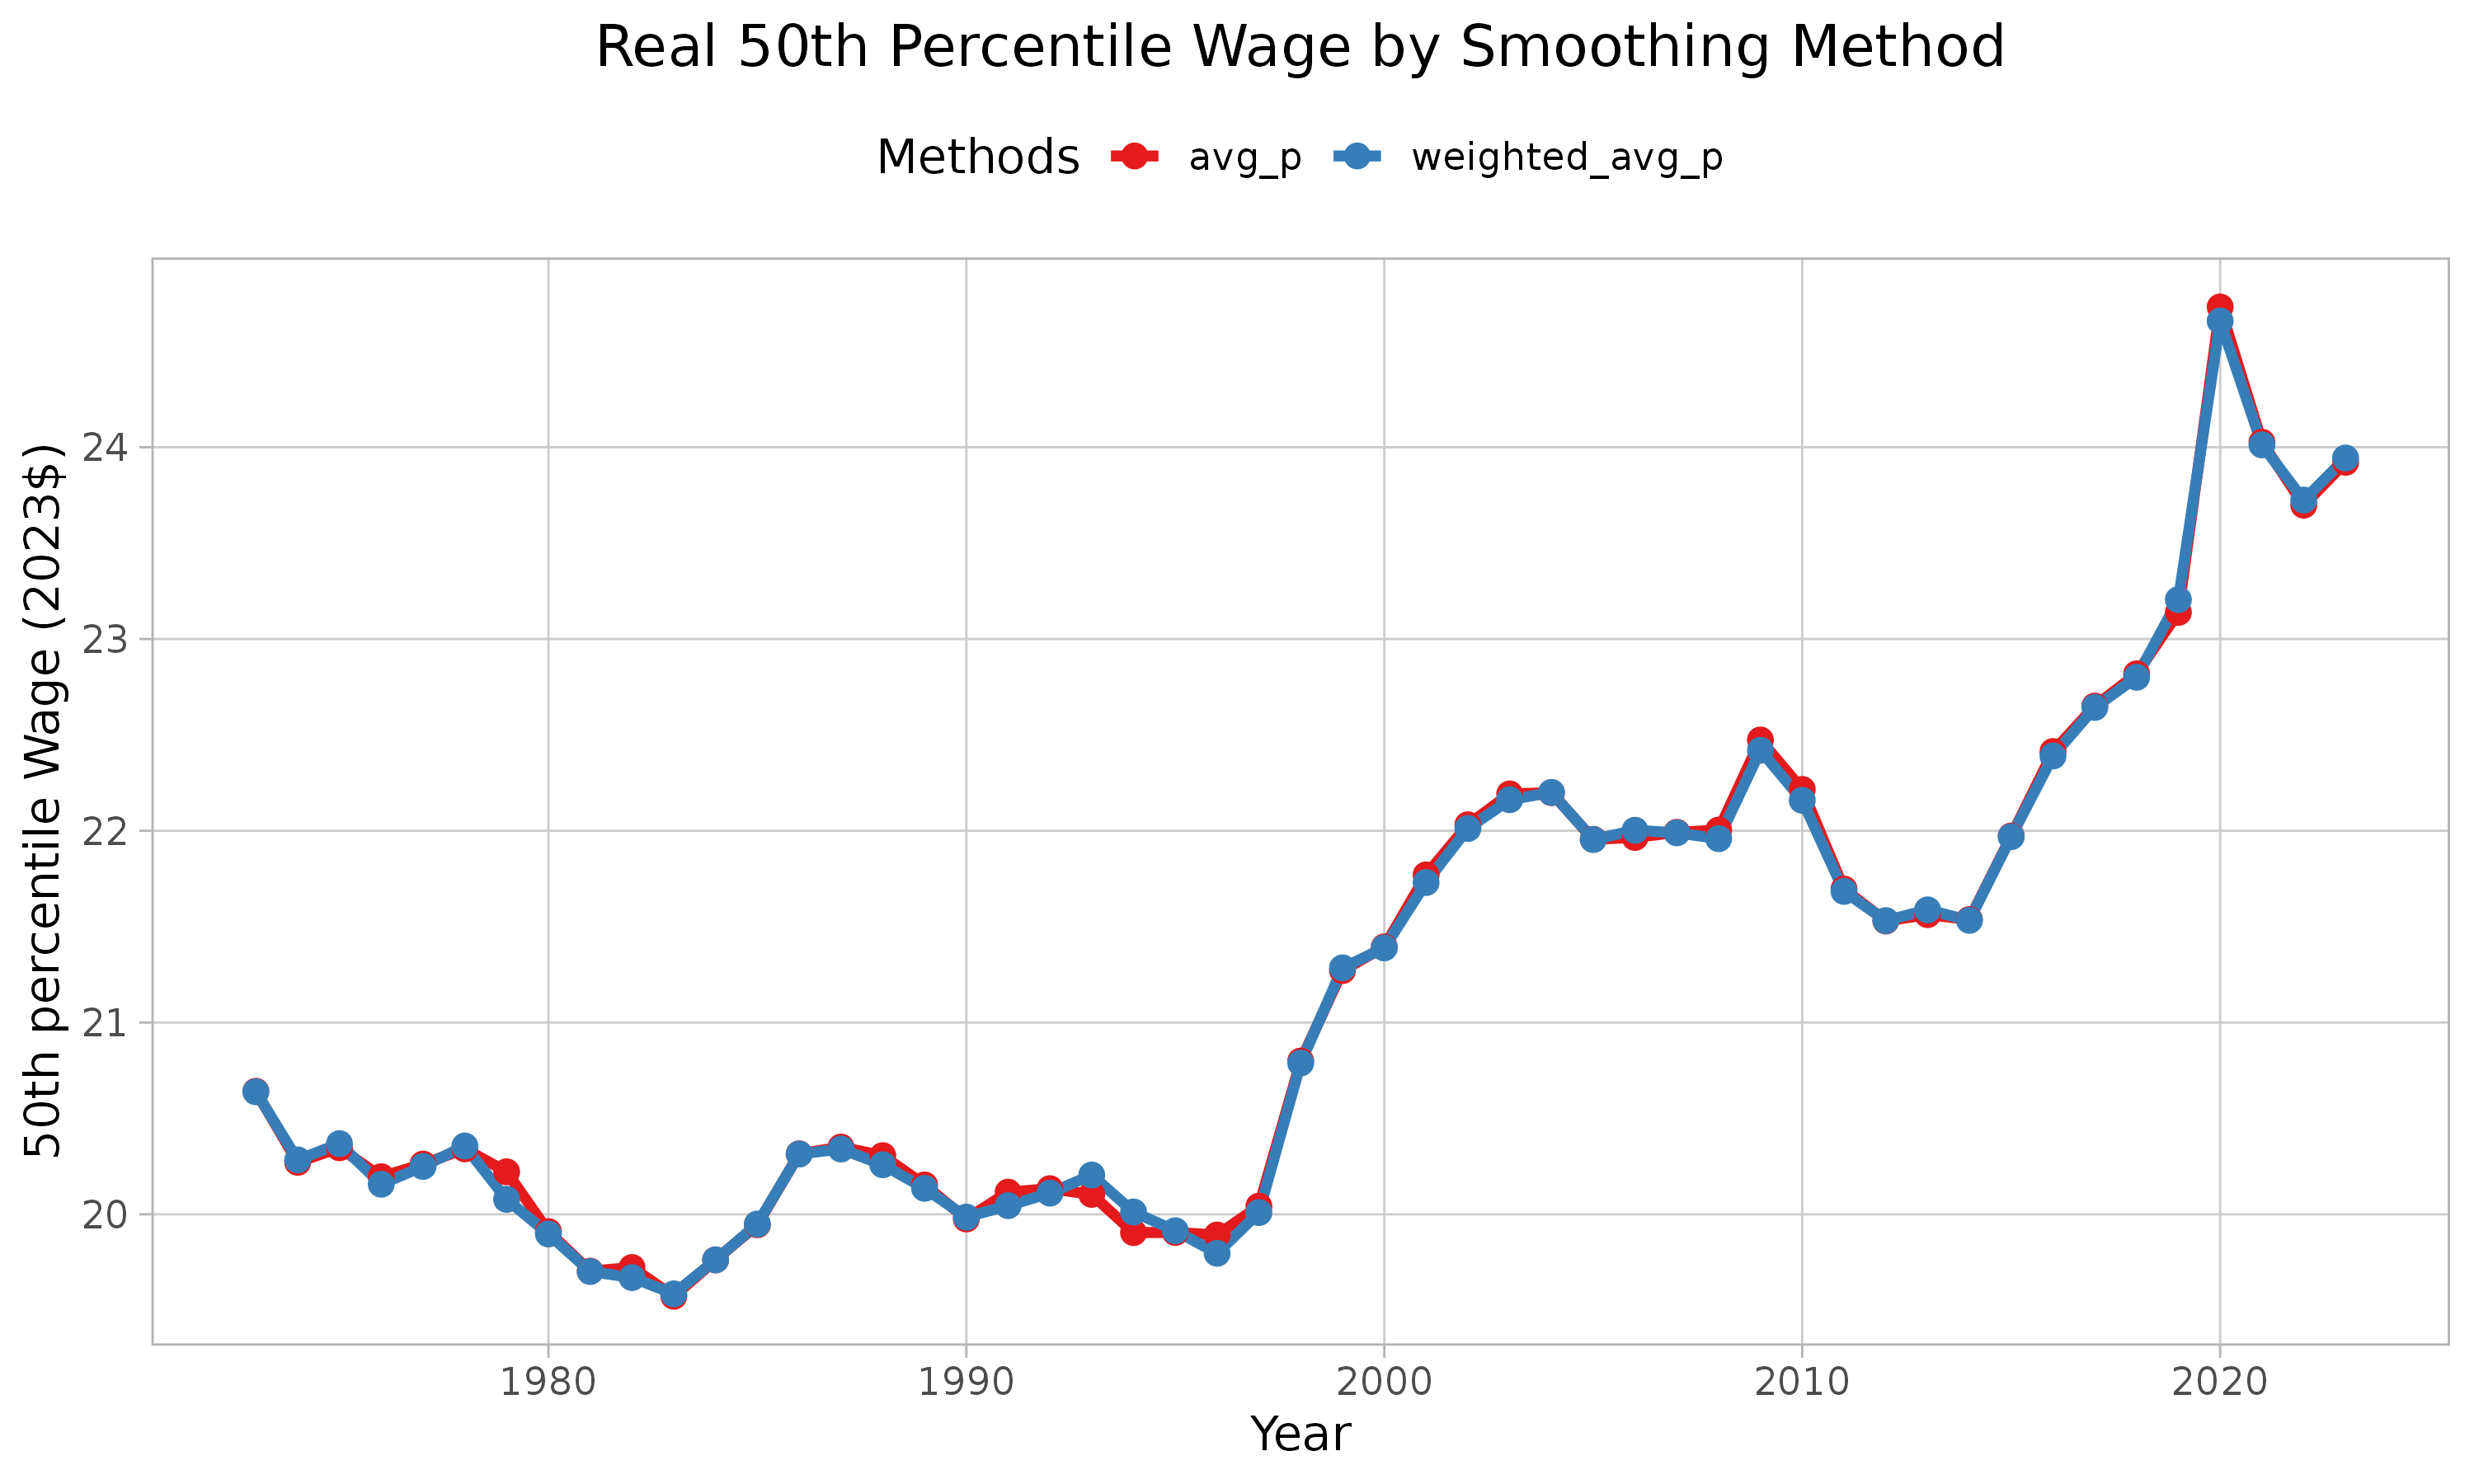 Real 50th Percentile Wage by Smoothing Method
Methods avg_p weighted_avg_p
50th percentile Wage (2023$)
24
23
22
21
20
1980 1990 2000 2010 2020
Year